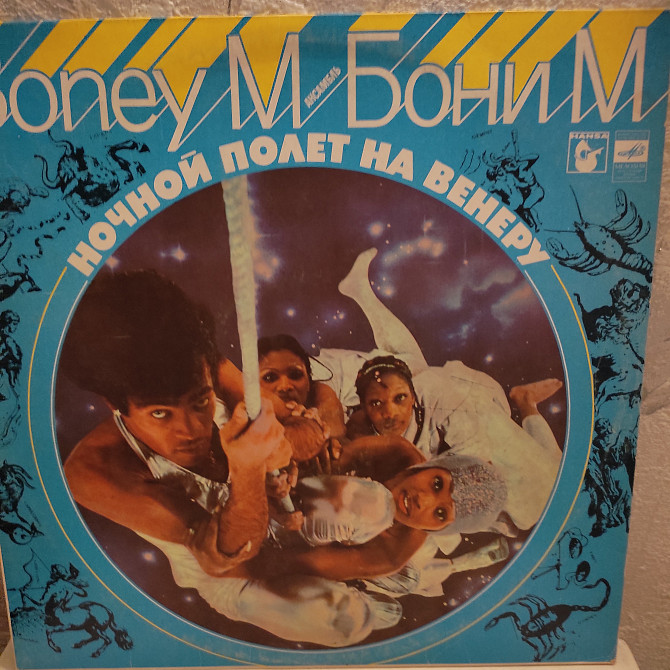 Boney M
АНСАМБЛЬ
Бони М
HANSA
НОЧНОЙ ПОЛЕТ НА ВЕНЕРУ